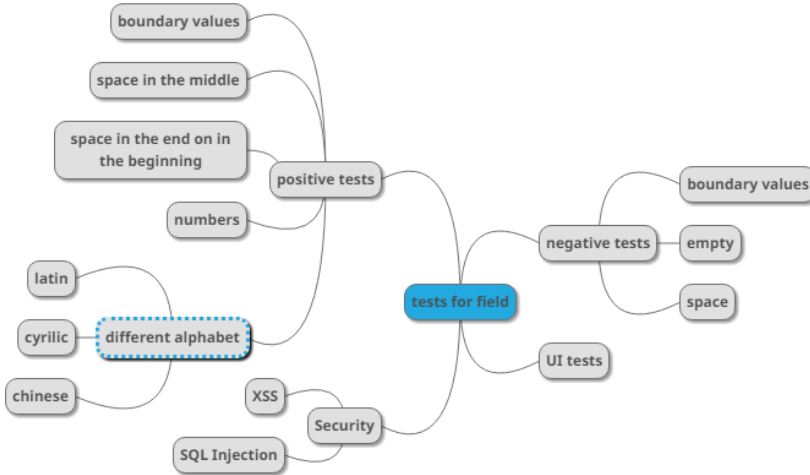 boundary values
space in the middle
space in the end on in
the beginning
positive tests
numbers
latin
cyrilic
different alphabet
chinese
XSS
Security
SQL Injection
tests for field
boundary values
negative tests
empty
space
UI tests